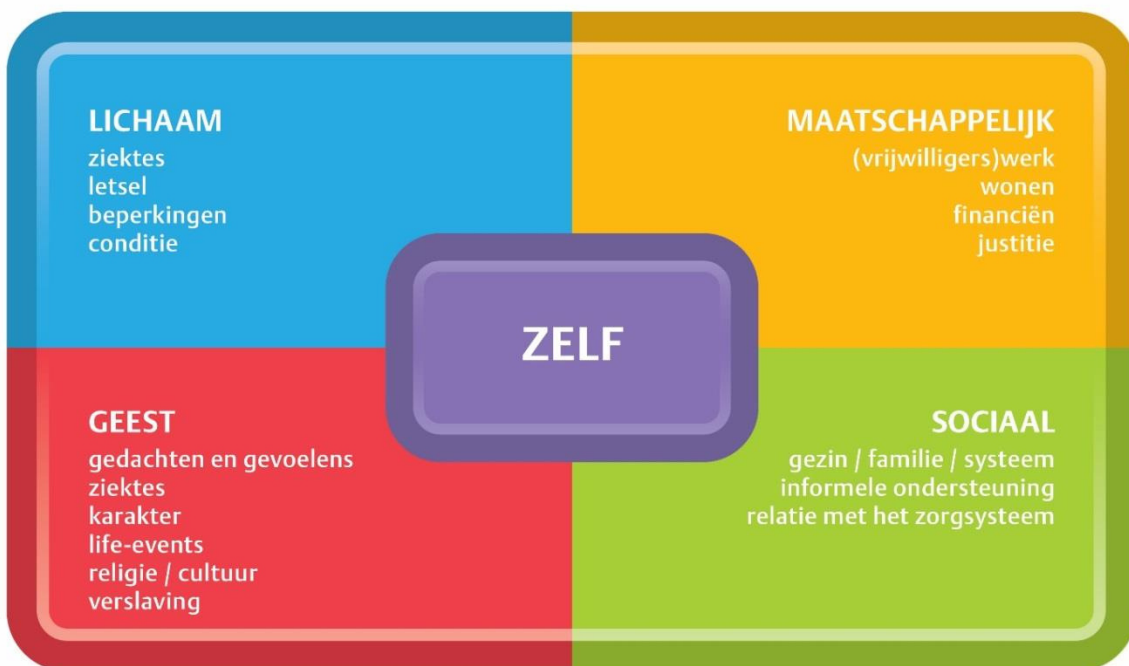 LICHAAM
ziektes
letsel
beperkingen
conditie
MAATSCHAPPELIJK
(vrijwilligers)werk
wonen
financiën
justitie
ZELF
GEEST
gedachten en gevoelens
ziektes
karakter
life-events
religie / cultuur
verslaving
SOCIAAL
gezin / familie / systeem
informele ondersteuning
relatie met het zorgsysteem